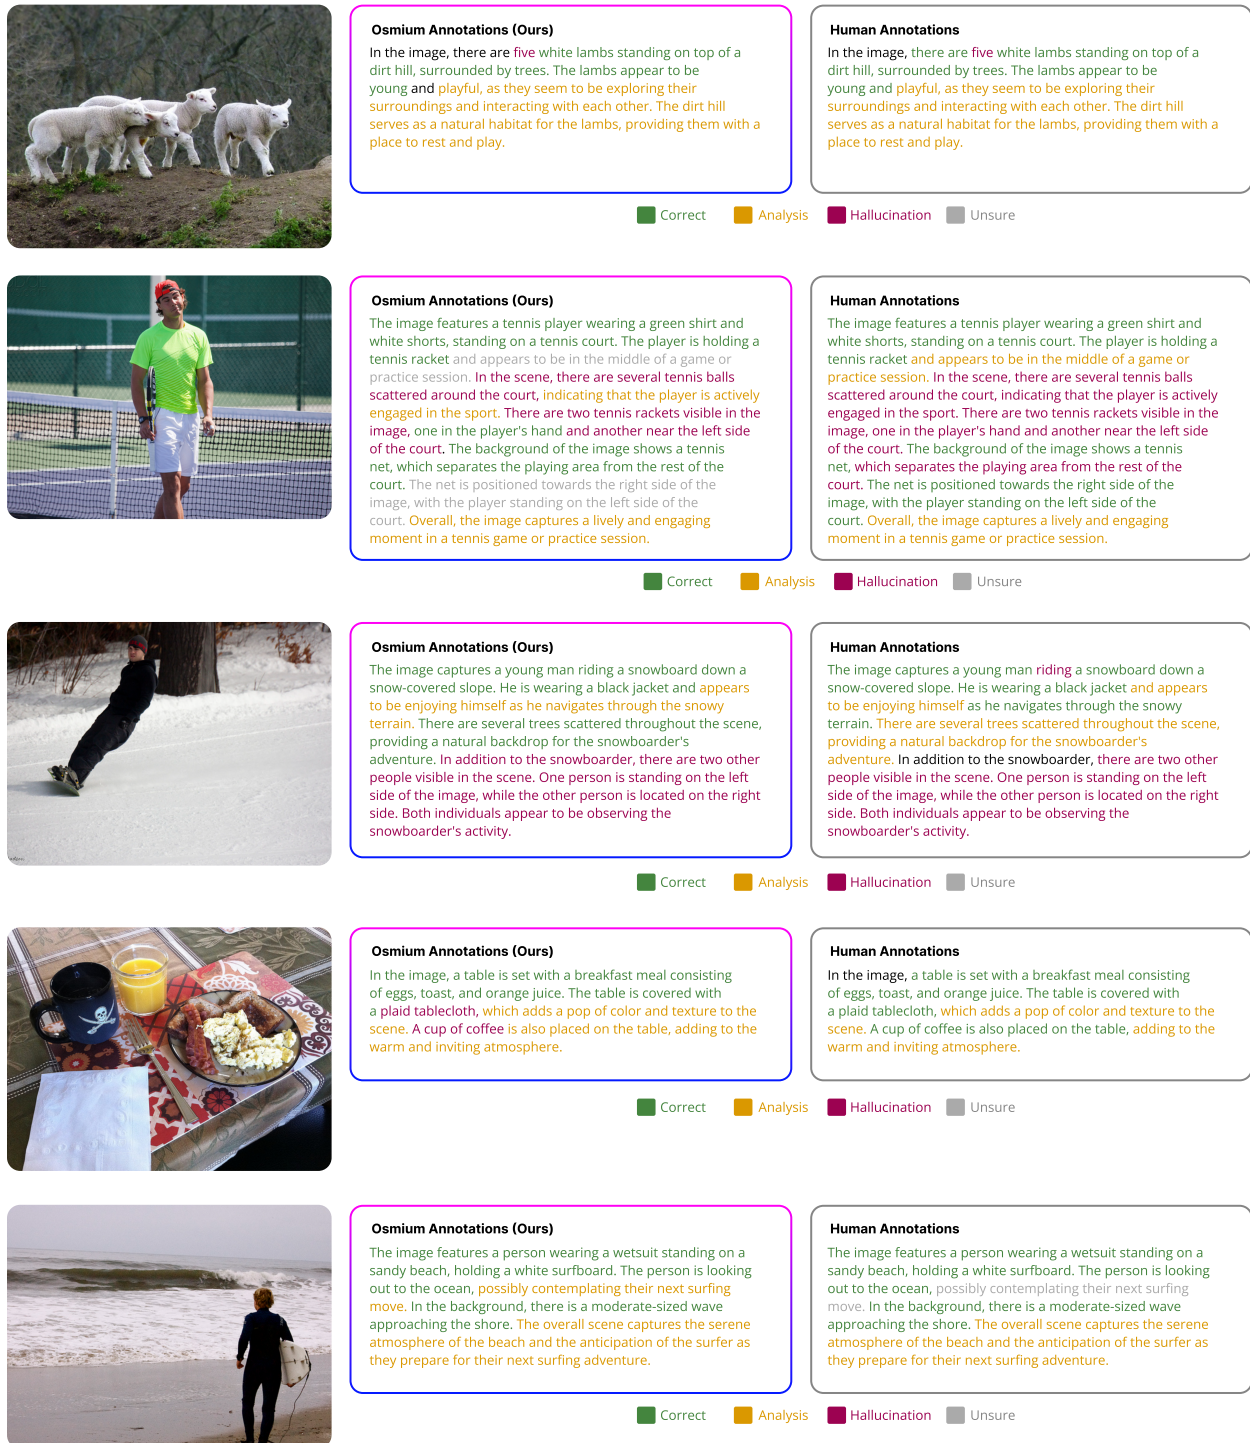 Osmium Annotations (Ours)
In the image, there are five white lambs standing on top of a
dirt hill, surrounded by trees. The lambs appear to be
young and playful, as they seem to be exploring their
surroundings and interacting with each other. The dirt hill
serves as a natural habitat for the lambs, providing them with a
place to rest and play.
Human Annotations
In the image, there are five white lambs standing on top of a
dirt hill, surrounded by trees. The lambs appear to be
young and playful, as they seem to be exploring their
surroundings and interacting with each other. The dirt hill
serves as a natural habitat for the lambs, providing them with a
place to rest and play.
Correct Analysis Hallucination Unsure
Osmium Annotations (Ours)
The image features a tennis player wearing a green shirt and
white shorts, standing on a tennis court. The player is holding a
tennis racket and appears to be in the middle of a game or
practice session. In the scene, there are several tennis balls
scattered around the court, indicating that the player is actively
engaged in the sport. There are two tennis rackets visible in the
image, one in the player's hand and another near the left side
of the court. The background of the image shows a tennis
net, which separates the playing area from the rest of the
court. The net is positioned towards the right side of the
image, with the player standing on the left side of the
court. Overall, the image captures a lively and engaging
moment in a tennis game or practice session.
Human Annotations
The image features a tennis player wearing a green shirt and
white shorts, standing on a tennis court. The player is holding a
tennis racket and appears to be in the middle of a game or
practice session. In the scene, there are several tennis balls
scattered around the court, indicating that the player is actively
engaged in the sport. There are two tennis rackets visible in the
image, one in the player's hand and another near the left side
of the court. The background of the image shows a tennis
net, which separates the playing area from the rest of the
court. The net is positioned towards the right side of the
image, with the player standing on the left side of the
court. Overall, the image captures a lively and engaging
moment in a tennis game or practice session.
Correct Analysis Hallucination Unsure
Osmium Annotations (Ours)
The image captures a young man riding a snowboard down a
snow-covered slope. He is wearing a black jacket and appears
to be enjoying himself as he navigates through the snowy
terrain. There are several trees scattered throughout the scene,
providing a natural backdrop for the snowboarder's
adventure. In addition to the snowboarder, there are two other
people visible in the scene. One person is standing on the left
side of the image, while the other person is located on the right
side. Both individuals appear to be observing the
snowboarder's activity.
Human Annotations
The image captures a young man riding a snowboard down a
snow-covered slope. He is wearing a black jacket and appears
to be enjoying himself as he navigates through the snowy
terrain. There are several trees scattered throughout the scene,
providing a natural backdrop for the snowboarder's
adventure. In addition to the snowboarder, there are two other
people visible in the scene. One person is standing on the left
side of the image, while the other person is located on the right
side. Both individuals appear to be observing the
snowboarder's activity.
Correct Analysis Hallucination Unsure
Osmium Annotations (Ours)
In the image, a table is set with a breakfast meal consisting
of eggs, toast, and orange juice. The table is covered with
a plaid tablecloth, which adds a pop of color and texture to the
scene. A cup of coffee is also placed on the table, adding to the
warm and inviting atmosphere.
Human Annotations
In the image, a table is set with a breakfast meal consisting
of eggs, toast, and orange juice. The table is covered with
a plaid tablecloth, which adds a pop of color and texture to the
scene. A cup of coffee is also placed on the table, adding to the
warm and inviting atmosphere.
Correct Analysis Hallucination Unsure
Osmium Annotations (Ours)
The image features a person wearing a wetsuit standing on a
sandy beach, holding a white surfboard. The person is looking
out to the ocean, possibly contemplating their next surfing
move. In the background, there is a moderate-sized wave
approaching the shore. The overall scene captures the serene
atmosphere of the beach and the anticipation of the surfer as
they prepare for their next surfing adventure.
Human Annotations
The image features a person wearing a wetsuit standing on a
sandy beach, holding a white surfboard. The person is looking
out to the ocean, possibly contemplating their next surfing
move. In the background, there is a moderate-sized wave
approaching the shore. The overall scene captures the serene
atmosphere of the beach and the anticipation of the surfer as
they prepare for their next surfing adventure.
Correct Analysis Hallucination Unsure